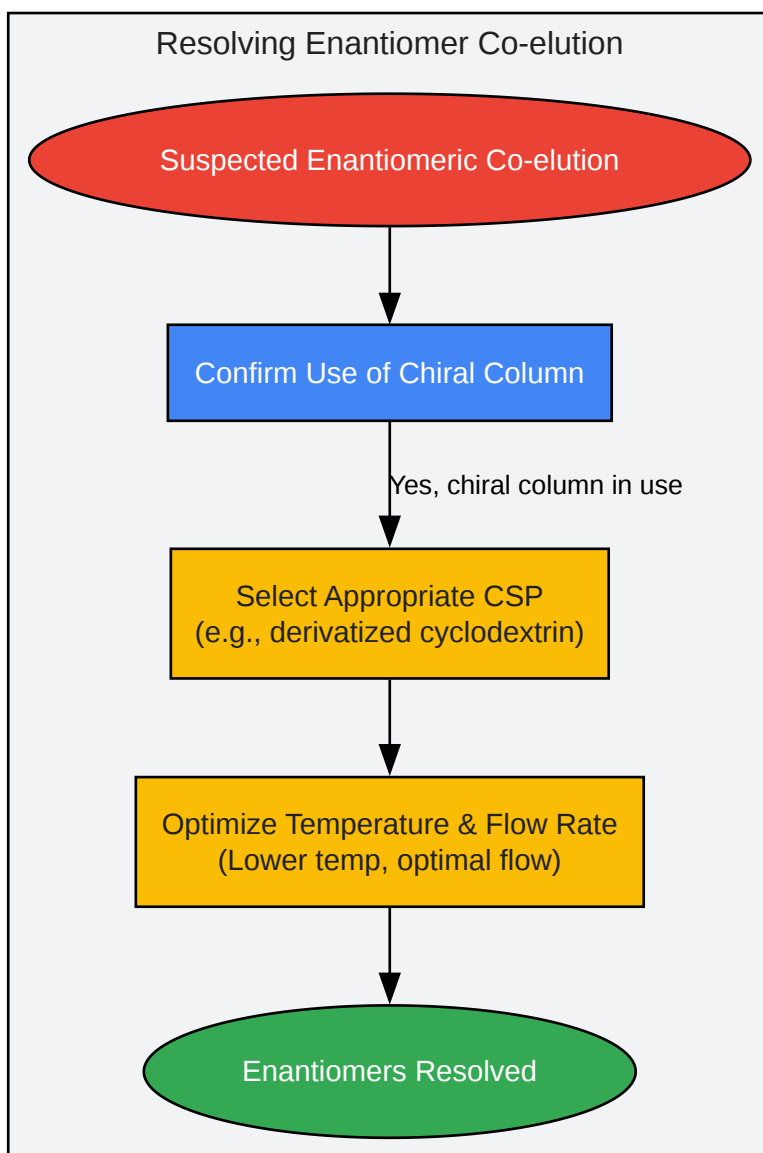 Resolving Enantiomer Co-elution
Suspected Enantiomeric Co-elution
Confirm Use of Chiral Column
Yes, chiral column in use
Select Appropriate CSP
(e.g., derivatized cyclodextrin)
Optimize Temperature & Flow Rate
(Lower temp, optimal flow)
Enantiomers Resolved